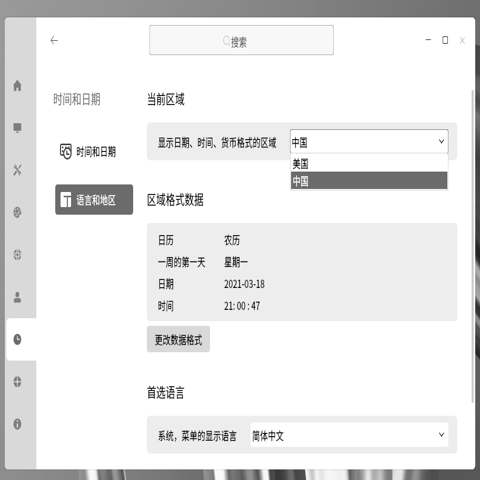 搜索
时间和日期
时间和日期
语言和地区
当前区域
显示日期、时间、货币格式的区域 中国
美国
中国
区域格式数据
日历 农历
一周的第一天 星期一
日期 2021-03-18
时间 21: 00 : 47
更改数据格式
首选语言
系统，菜单的显示语言 简体中文